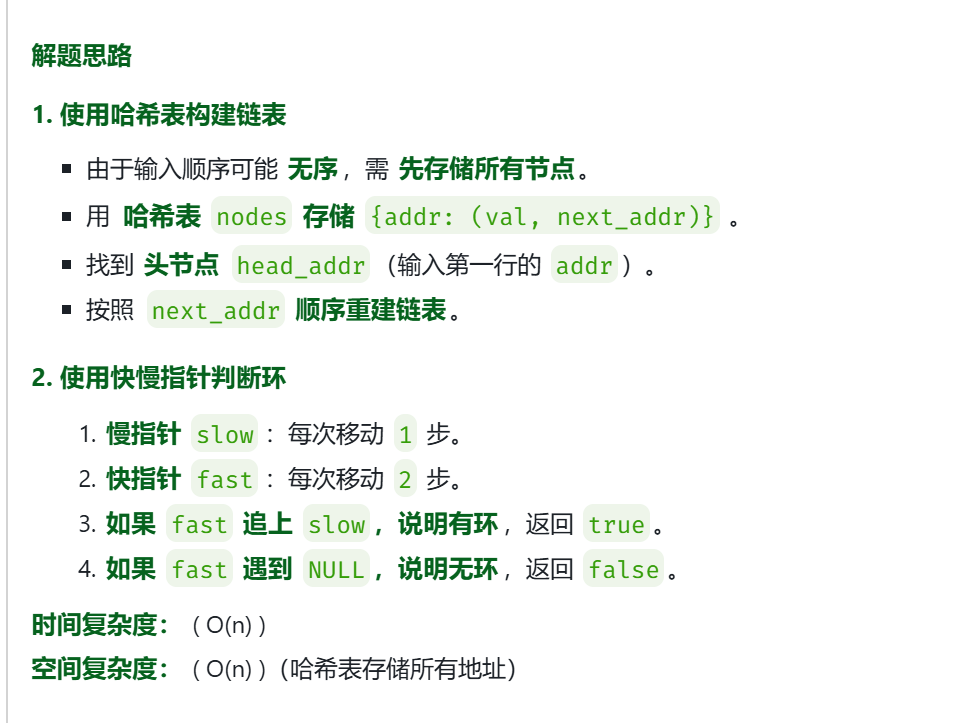 解题思路
1. 使用哈希表构建链表
▪ 由于输入顺序可能 无序，需 先存储所有节点。
▪ 用 哈希表 nodes 存储 {addr: (val, next_addr)} 。
▪ 找到 头节点 head_addr （输入第一行的 addr ）。
▪ 按照 next_addr 顺序重建链表。
2. 使用快慢指针判断环
1. 慢指针 slow ：每次移动 1 步。
2. 快指针 fast ：每次移动 2 步。
3. 如果 fast 追上 slow ，说明有环，返回 true 。
4. 如果 fast 遇到 NULL ，说明无环，返回 false 。
时间复杂度： ( O(n) )
空间复杂度： ( O(n) )（哈希表存储所有地址）